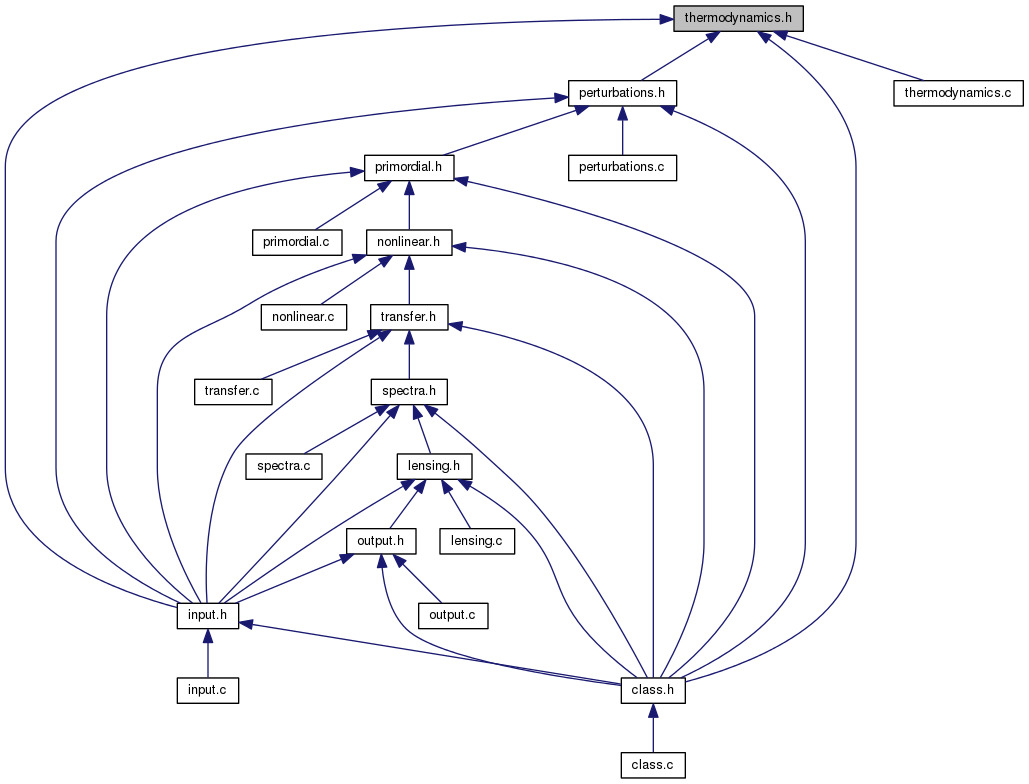 thermodynamics.h
perturbations.h
thermodynamics.c
primordial.h
perturbations.c
primordial.c
nonlinear.h
nonlinear.c
transfer.h
transfer.c
spectra.h
spectra.c
lensing.h
output.h
lensing.c
input.h
output.c
input.c
class.h
class.c